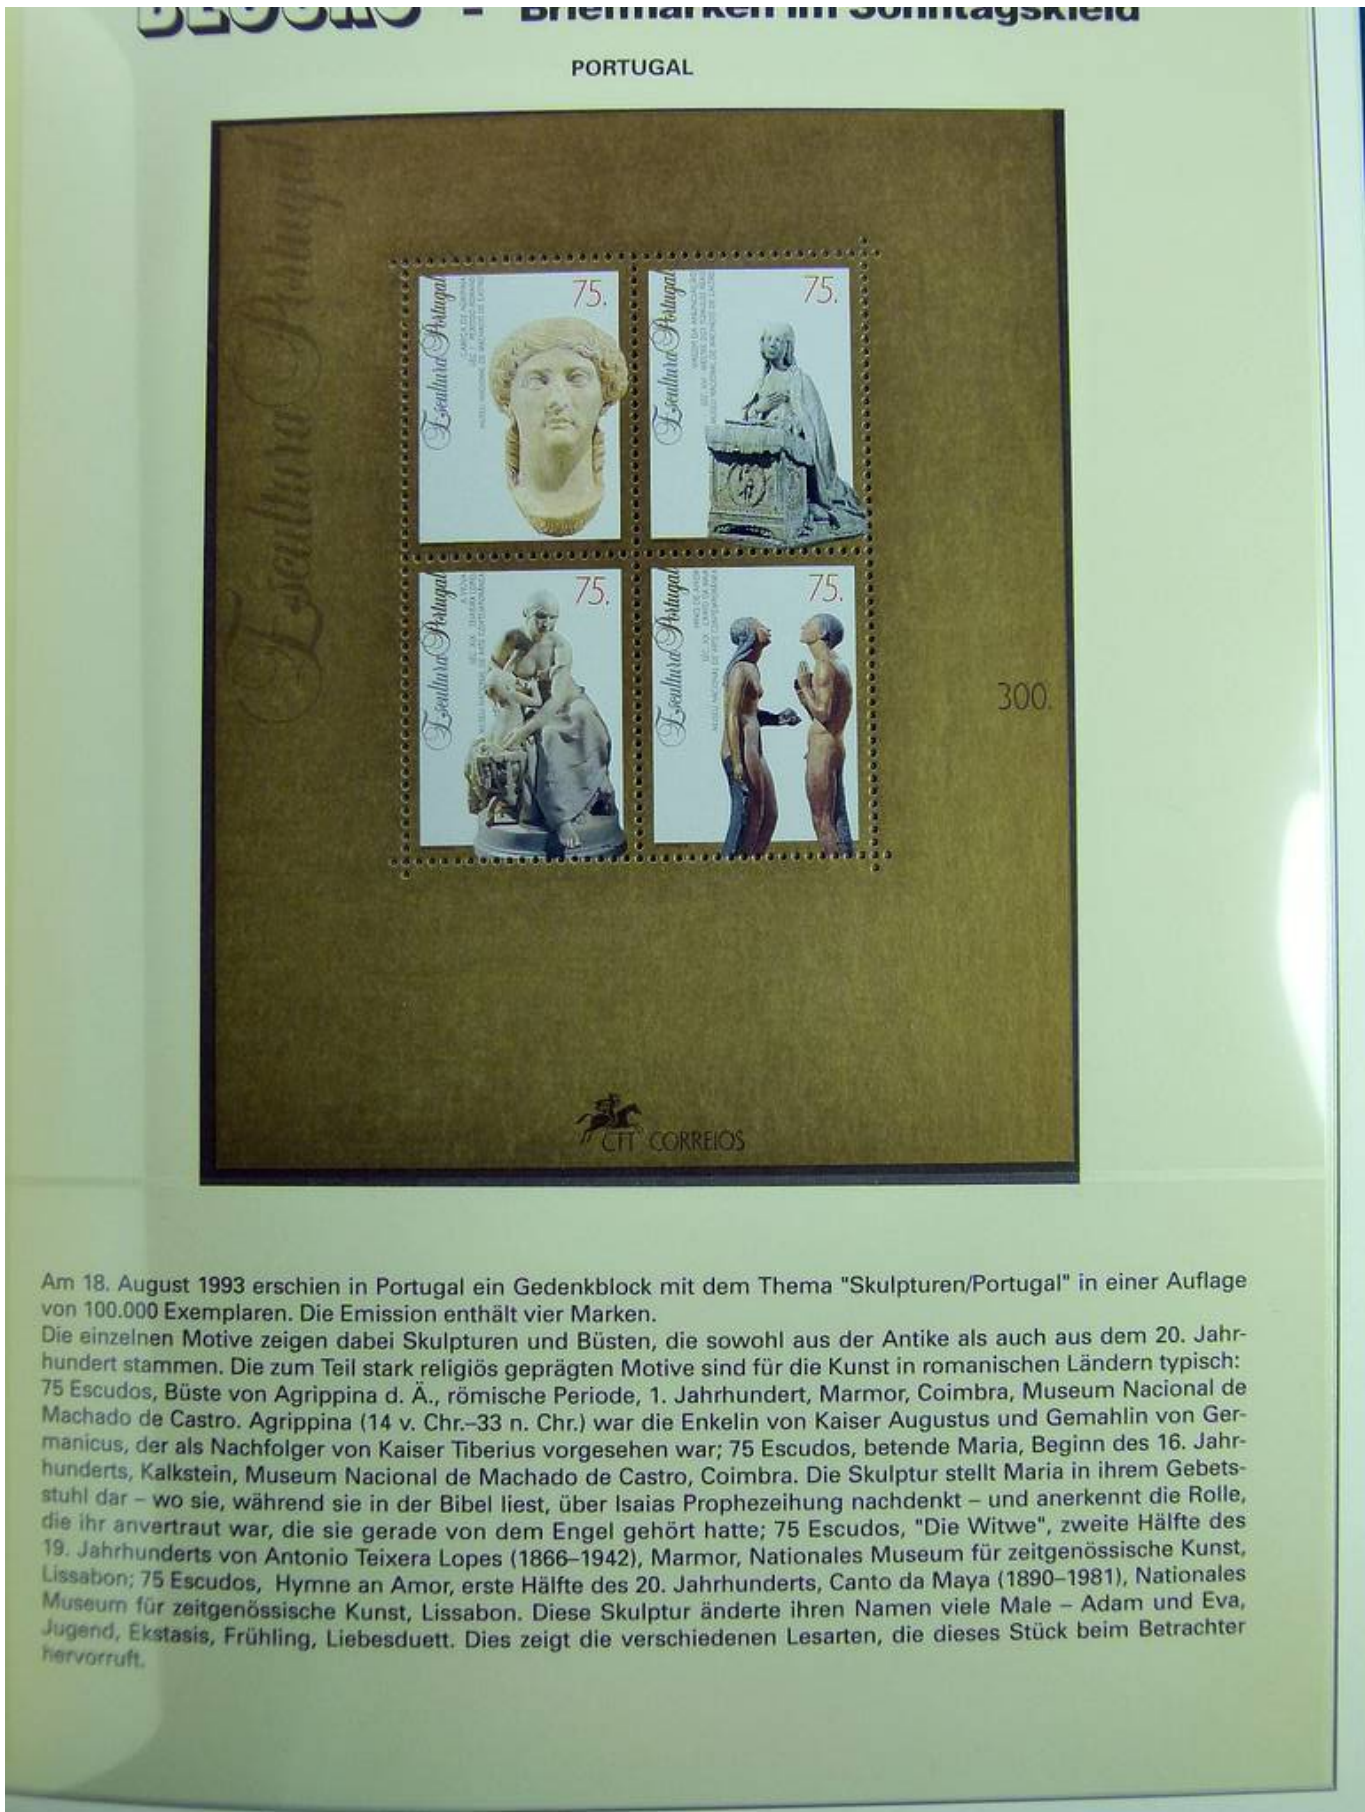 BLOCKS - Briefmarken im Sonntagskleid
PORTUGAL
Escultura Portugal
Escultura Portugal
75.
Escultura Portugal
75.
Escultura Portugal
75.
Escultura Portugal
75.
300.
CTT CORREIOS
Am 18. August 1993 erschien in Portugal ein Gedenkblock mit dem Thema "Skulpturen/Portugal" in einer Auflage
von 100.000 Exemplaren. Die Emission enthält vier Marken.
Die einzelnen Motive zeigen dabei Skulpturen und Büsten, die sowohl aus der Antike als auch aus dem 20. Jahr-
hundert stammen. Die zum Teil stark religiös geprägten Motive sind für die Kunst in romanischen Ländern typisch:
75 Escudos, Büste von Agrippina d. Ä., römische Periode, 1. Jahrhundert, Marmor, Coimbra, Museum Nacional de
Machado de Castro. Agrippina (14 v. Chr.–33 n. Chr.) war die Enkelin von Kaiser Augustus und Gemahlin von Ger-
manicus, der als Nachfolger von Kaiser Tiberius vorgesehen war; 75 Escudos, betende Maria, Beginn des 16. Jahr-
hunderts, Kalkstein, Museum Nacional de Machado de Castro, Coimbra. Die Skulptur stellt Maria in ihrem Gebets-
stuhl dar – wo sie, während sie in der Bibel liest, über Isaias Prophezeihung nachdenkt – und anerkennt die Rolle,
die ihr anvertraut war, die sie gerade von dem Engel gehört hatte; 75 Escudos, "Die Witwe", zweite Hälfte des
19. Jahrhunderts von Antonio Teixera Lopes (1866–1942), Marmor, Nationales Museum für zeitgenössische Kunst,
Lissabon; 75 Escudos, Hymne an Amor, erste Hälfte des 20. Jahrhunderts, Canto da Maya (1890–1981), Nationales
Museum für zeitgenössische Kunst, Lissabon. Diese Skulptur änderte ihren Namen viele Male – Adam und Eva,
Jugend, Ekstasis, Frühling, Liebesduett. Dies zeigt die verschiedenen Lesarten, die dieses Stück beim Betrachter
hervorruft.